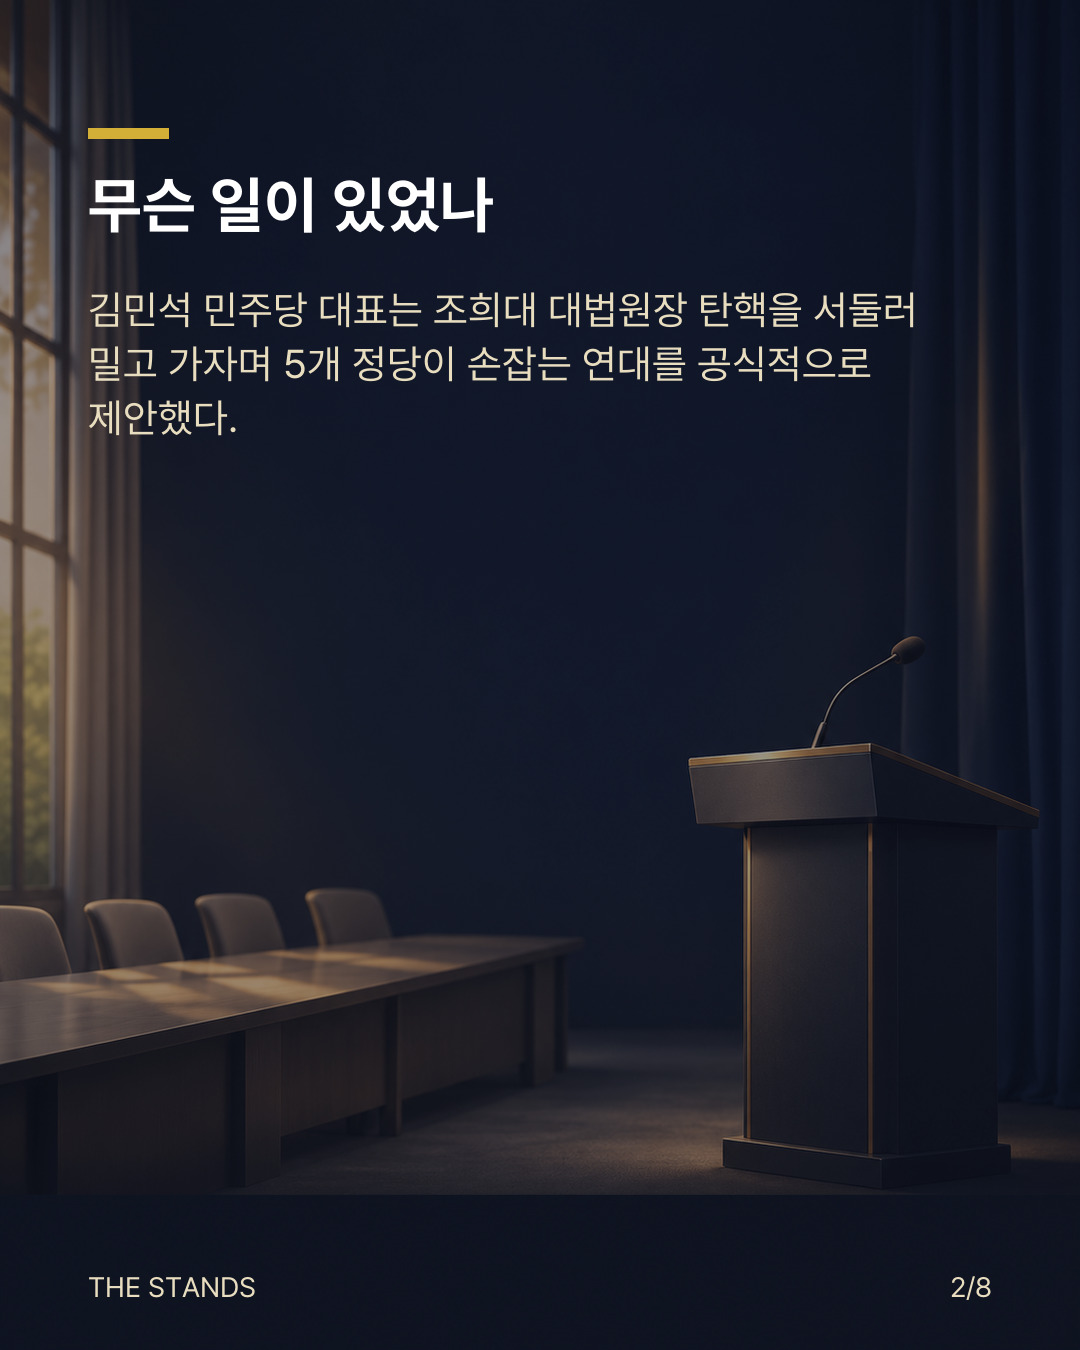 무슨 일이 있었나
김민석 민주당 대표는 조희대 대법원장 탄핵을 서둘러
밀고 가자며 5개 정당이 손잡는 연대를 공식적으로
제안했다.
THE STANDS
2/8